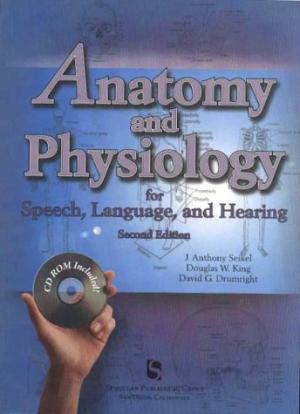 Anatomy
and
Physiology
for
Speech, Language, and Hearing
Second Edition
J. Anthony Seikel
Douglas W. King
David G. Drumright
CD ROM Included!
S
Singular Publishing Group
San Diego, California